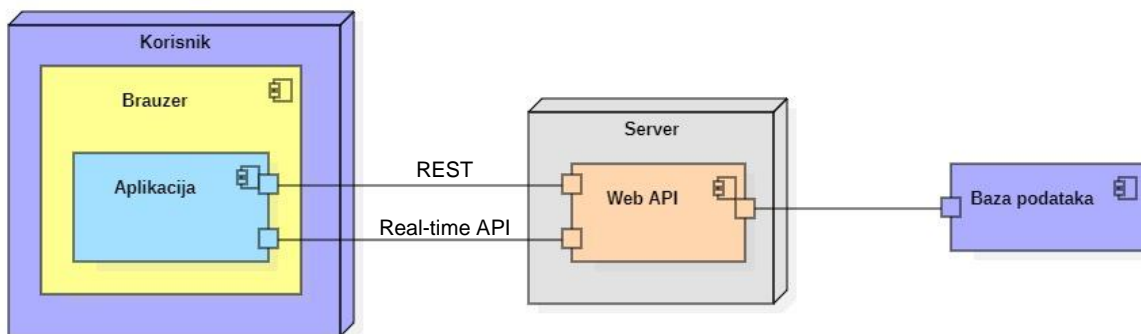 Korisnik
Brauzer
Aplikacija
REST
Real-time API
Server
Web API
Baza podataka